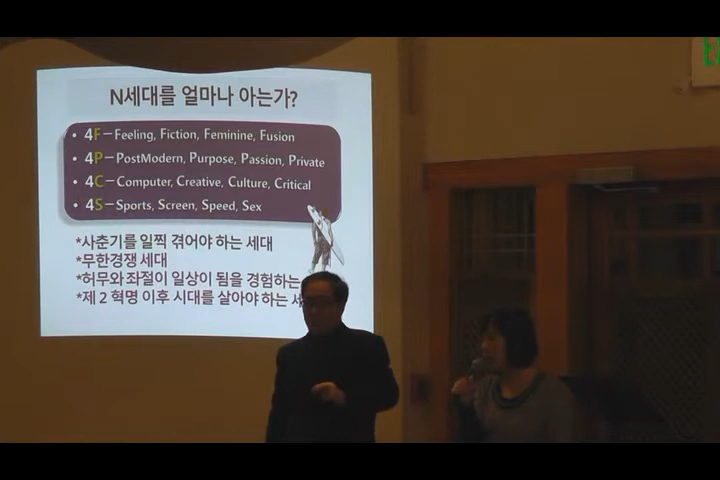 N세대를 얼마나 아는가?
• 4F－Feeling, Fiction, Feminine, Fusion
• 4P－PostModern, Purpose, Passion, Private
• 4C－Computer, Creative, Culture, Critical
• 4S－Sports, Screen, Speed, Sex
*사춘기를 일찍 겪어야 하는 세대
*무한경쟁 세대
*허무와 좌절이 일상이 됨을 경험하는
*제 2 혁명 이후 시대를 살아야 하는